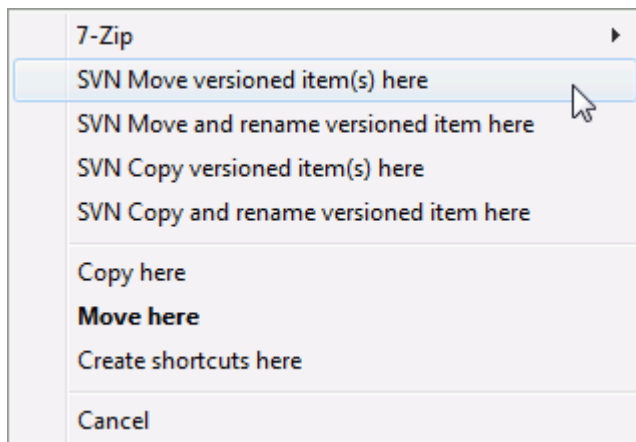 7-Zip
SVN Move versioned item(s) here
SVN Move and rename versioned item here
SVN Copy versioned item(s) here
SVN Copy and rename versioned item here
Copy here
Move here
Create shortcuts here
Cancel